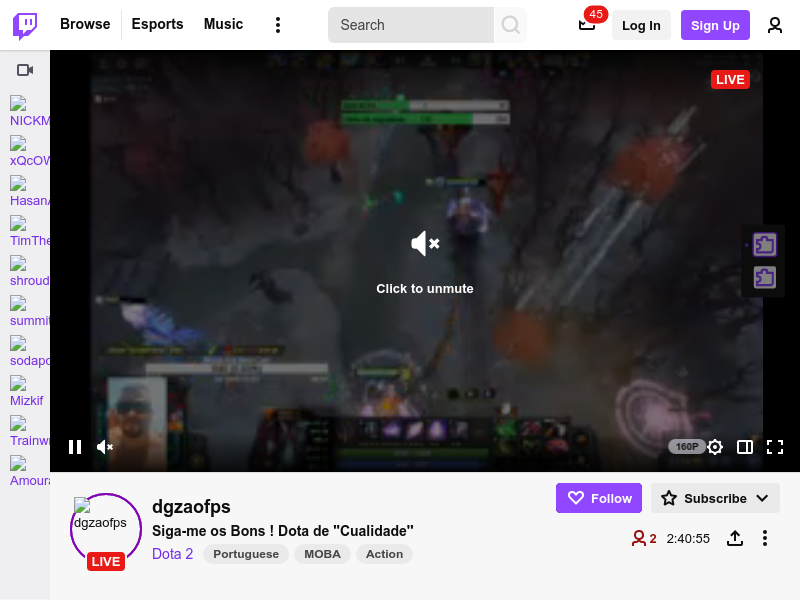 Browse
Esports
Music
Search
45
Log In
Sign Up
NICKM
xQcOW
HasanA
TimThe
shroud
summit
sodapo
Mizkif
Trainwr
Amoura
LIVE
Click to unmute
160P
dgzaofps
LIVE
dgzaofps
Siga-me os Bons ! Dota de "Cualidade"
Dota 2 Portuguese MOBA Action
Follow
Subscribe
2 2:40:55